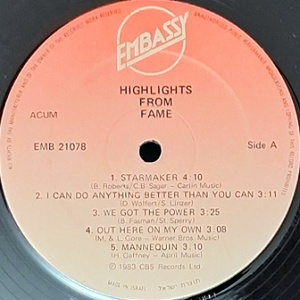 EMBASSY
HIGHLIGHTS
FROM
FAME
ACUM
EMB 21078
Side A
1. STARMAKER 4:10
(B. Roberts/C.B. Sager - Carlin Music)
2. I CAN DO ANYTHING BETTER THAN YOU CAN 3:11
(D. Wolfert/S. Linzer)
3. WE GOT THE POWER 3:25
(B. Faxman/St. Sperry)
4. OUT HERE ON MY OWN 3:08
(M. & L. Gore - Warner Bros. Music)
5. MANNEQUIN 3:10
(H. Gaffney - April Music)
© 1983 CBS Records Ltd.
MADE IN ISRAEL